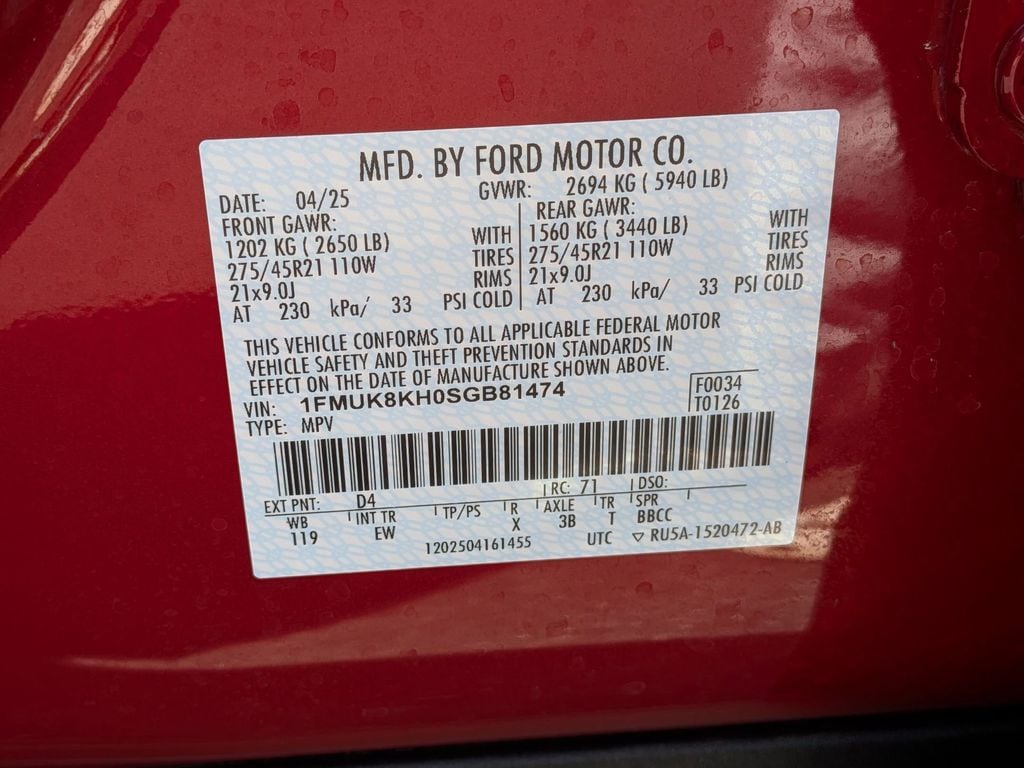 MFD. BY FORD MOTOR CO.
DATE: 04/25 GVWR: 2694 KG ( 5940 LB)
FRONT GAWR: REAR GAWR:
1202 KG ( 2650 LB) WITH 1560 KG ( 3440 LB) WITH
275/45R21 110W TIRES 275/45R21 110W TIRES
21x9.0J RIMS 21x9.0J RIMS
AT 230 kPa/ 33 PSI COLD AT 230 kPa/ 33 PSI COLD
THIS VEHICLE CONFORMS TO ALL APPLICABLE FEDERAL MOTOR
VEHICLE SAFETY AND THEFT PREVENTION STANDARDS IN
EFFECT ON THE DATE OF MANUFACTURE SHOWN ABOVE.
VIN: 1FMUK8KH0SGB81474 F0034
TYPE: MPV T0126
EXT PNT: D4 RC: 71 DSO:
WB INT TR TP/PS R AXLE TR SPR
119 EW X 3B T BBCC
1202504161455 UTC ▽ RU5A-1520472-AB